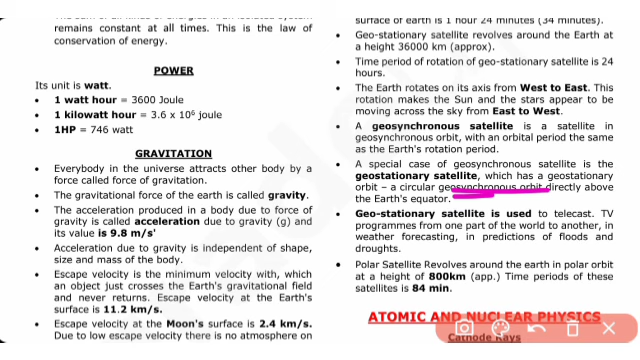 remains constant at all times. This is the law of
conservation of energy.
POWER
Its unit is watt.
• 1 watt hour = 3600 Joule
• 1 kilowatt hour = 3.6 x 10⁶ joule
• 1HP = 746 watt
GRAVITATION
• Everybody in the universe attracts other body by a
force called force of gravitation.
• The gravitational force of the earth is called gravity.
• The acceleration produced in a body due to force of
gravity is called acceleration due to gravity (g) and
its value is 9.8 m/s'
• Acceleration due to gravity is independent of shape,
size and mass of the body.
• Escape velocity is the minimum velocity with, which
an object just crosses the Earth's gravitational field
and never returns. Escape velocity at the Earth's
surface is 11.2 km/s.
• Escape velocity at the Moon's surface is 2.4 km/s.
Due to low escape velocity there is no atmosphere on
surface of earth is 1 hour 24 minutes (34 minutes).
• Geo-stationary satellite revolves around the Earth at
a height 36000 km (approx).
• Time period of rotation of geo-stationary satellite is 24
hours.
• The Earth rotates on its axis from West to East. This
rotation makes the Sun and the stars appear to be
moving across the sky from East to West.
• A geosynchronous satellite is a satellite in
geosynchronous orbit, with an orbital period the same
as the Earth's rotation period.
• A special case of geosynchronous satellite is the
geostationary satellite, which has a geostationary
orbit – a circular geosynchronous orbit directly above
the Earth's equator.
• Geo-stationary satellite is used to telecast. TV
programmes from one part of the world to another, in
weather forecasting, in predictions of floods and
droughts.
• Polar Satellite Revolves around the earth in polar orbit
at a height of 800km (app.) Time periods of these
satellites is 84 min.
ATOMIC AND NUCLEAR PHYSICS
Cathode Rays